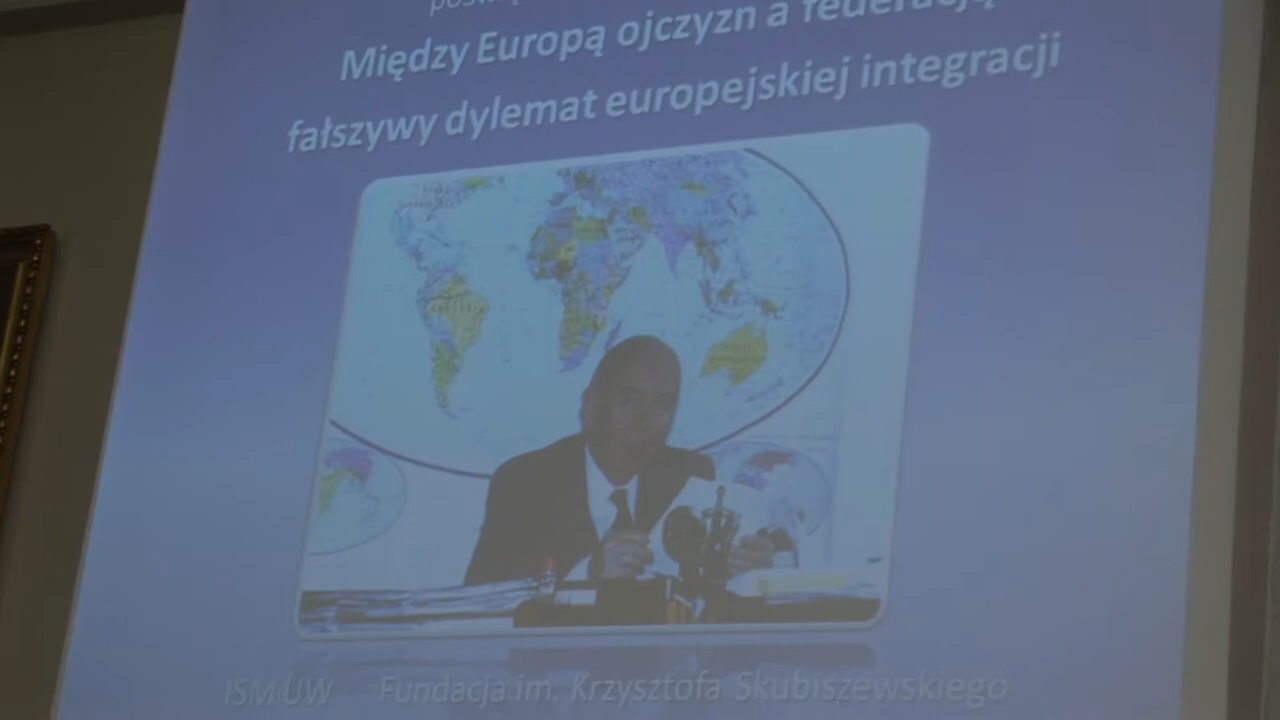 Między Europą ojczyzn a federacją
fałszywy dylemat europejskiej integracji
ISM UW Fundacja im. Krzysztofa Skubiszewskiego